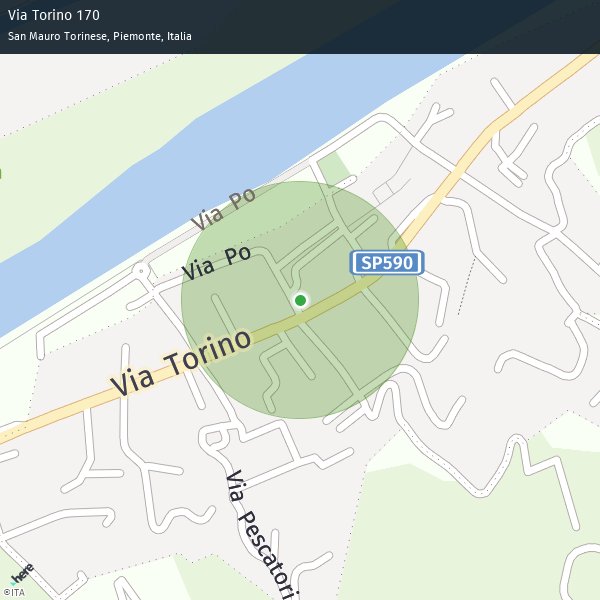 Via Torino 170
San Mauro Torinese, Piemonte, Italia
Via Po
Via Po
SP590
Via Torino
Via Pescatori
here
©ITA